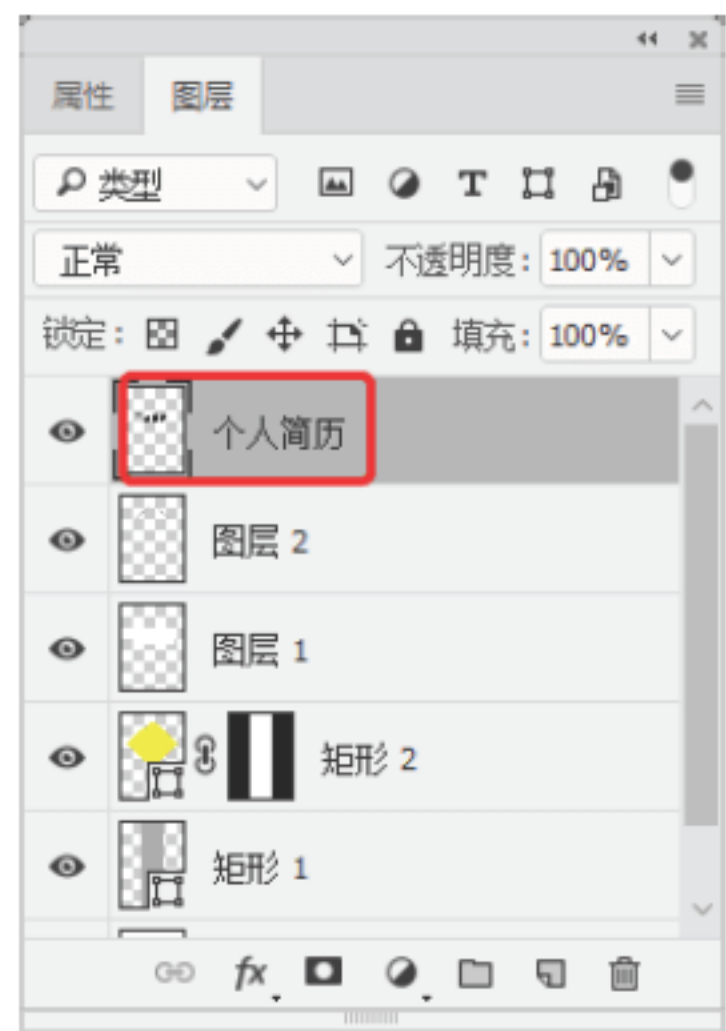 属性 图层
类型 T
正常 不透明度: 100%
锁定: 填充: 100%
个人简历
图层 2
图层 1
矩形 2
矩形 1
fx